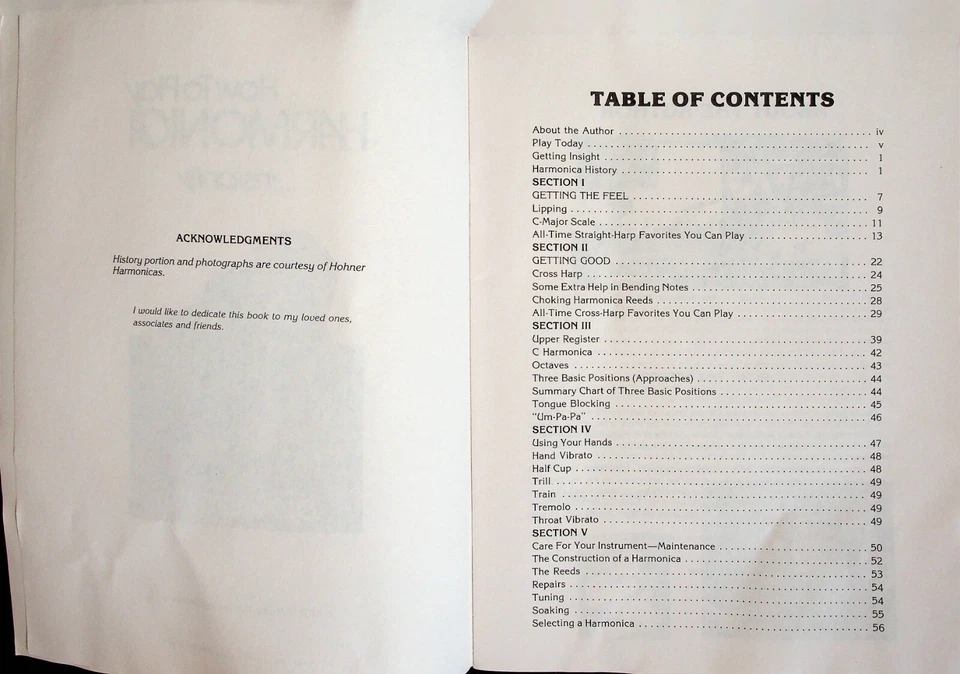 ACKNOWLEDGMENTS
History portion and photographs are courtesy of Hohner
Harmonicas.
I would like to dedicate this book to my loved ones,
associates and friends.
TABLE OF CONTENTS
About the Author . . . . . . . . . . iv
Play Today . . . . . . . . . . v
Getting Insight . . . . . . . . . . 1
Harmonica History . . . . . . . . . . 1
SECTION I
GETTING THE FEEL . . . . . . . . . . 7
Lipping . . . . . . . . . . 9
C-Major Scale . . . . . . . . . . 11
All-Time Straight-Harp Favorites You Can Play . . . . . . . . . . 13
SECTION II
GETTING GOOD . . . . . . . . . . 22
Cross Harp . . . . . . . . . . 24
Some Extra Help in Bending Notes . . . . . . . . . . 25
Choking Harmonica Reeds . . . . . . . . . . 28
All-Time Cross-Harp Favorites You Can Play . . . . . . . . . . 29
SECTION III
Upper Register . . . . . . . . . . 39
C Harmonica . . . . . . . . . . 42
Octaves . . . . . . . . . . 43
Three Basic Positions (Approaches) . . . . . . . . . . 44
Summary Chart of Three Basic Positions . . . . . . . . . . 44
Tongue Blocking . . . . . . . . . . 45
"Um-Pa-Pa" . . . . . . . . . . 46
SECTION IV
Using Your Hands . . . . . . . . . . 47
Hand Vibrato . . . . . . . . . . 48
Half Cup . . . . . . . . . . 48
Trill . . . . . . . . . . 49
Train . . . . . . . . . . 49
Tremolo . . . . . . . . . . 49
Throat Vibrato . . . . . . . . . . 49
SECTION V
Care For Your Instrument—Maintenance . . . . . . . . . . 50
The Construction of a Harmonica . . . . . . . . . . 52
The Reeds . . . . . . . . . . 53
Repairs . . . . . . . . . . 54
Tuning . . . . . . . . . . 54
Soaking . . . . . . . . . . 55
Selecting a Harmonica . . . . . . . . . . 56